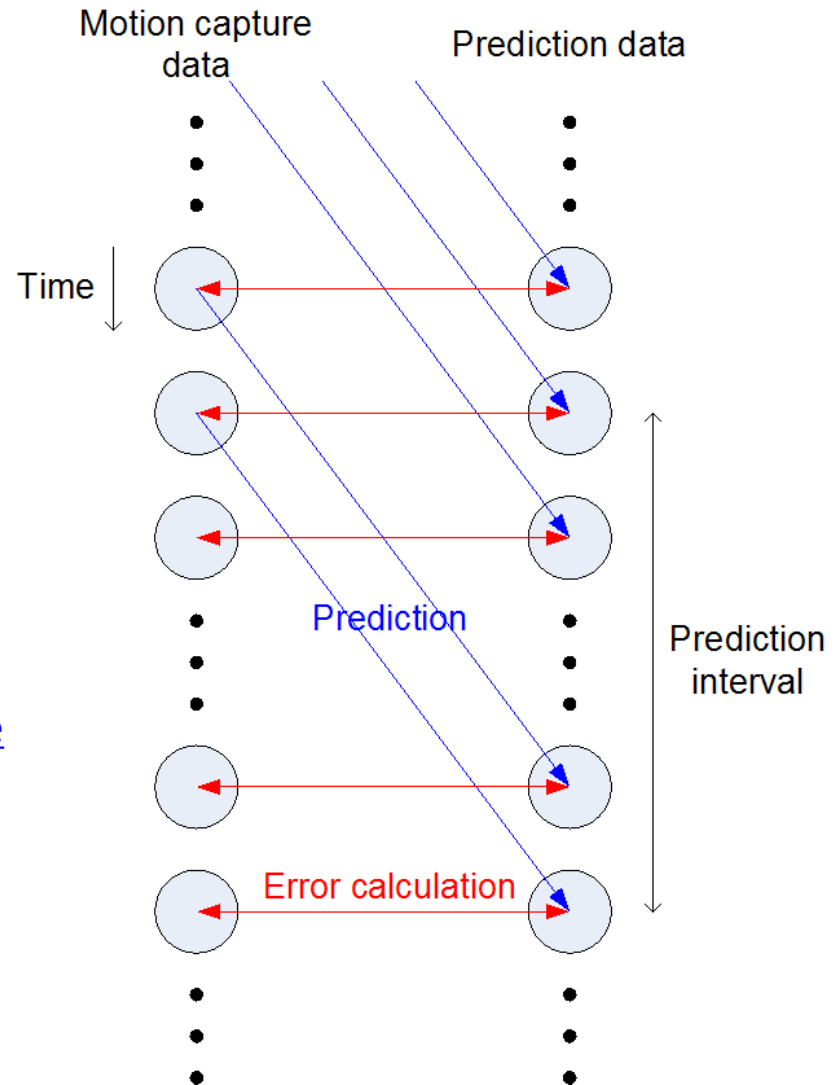 Motion capture
data
Prediction data
Time
Prediction
Prediction
interval
Error calculation